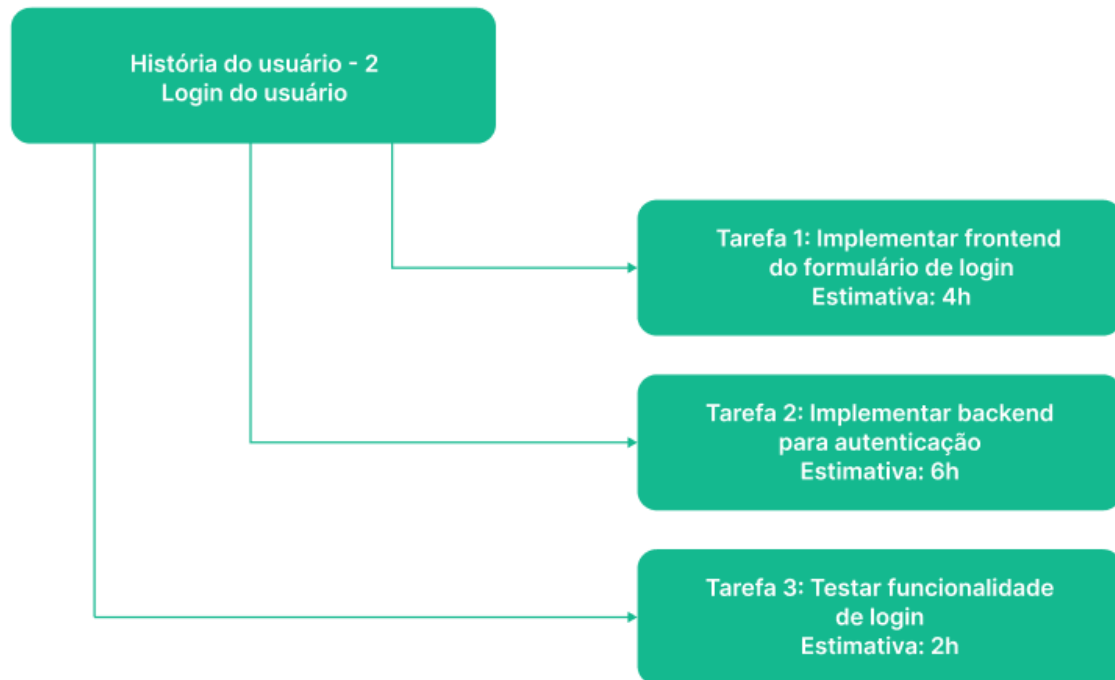 História do usuário - 2
Login do usuário
Tarefa 1: Implementar frontend
do formulário de login
Estimativa: 4h
Tarefa 2: Implementar backend
para autenticação
Estimativa: 6h
Tarefa 3: Testar funcionalidade
de login
Estimativa: 2h